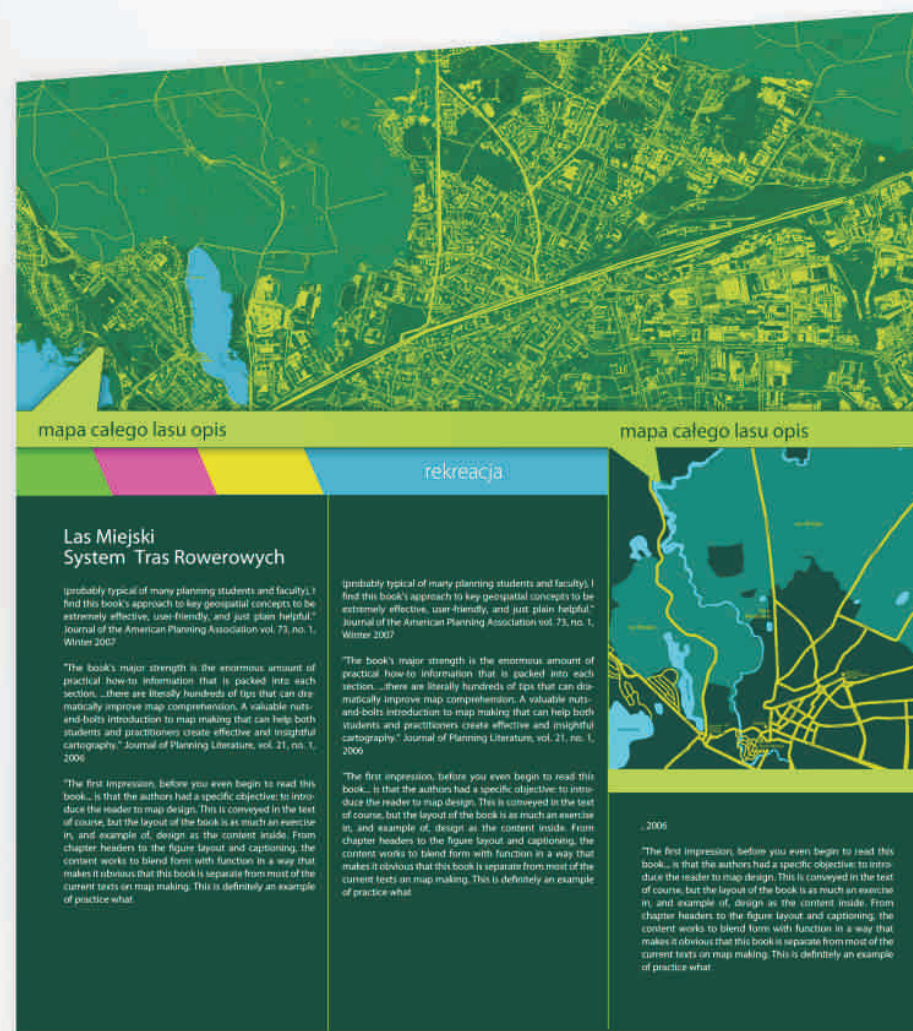 mapa całego lasu opis
mapa całego lasu opis
rekreacja
Las Miejski
System Tras Rowerowych
(probably typical of many planning students and faculty), I
find this book's approach to key geospatial concepts to be
extremely effective, user-friendly, and just plain helpful."
Journal of the American Planning Association vol. 73, no. 1,
Winter 2007
"The book's major strength is the enormous amount of
practical how-to information that is packed into each
section. ...there are literally hundreds of tips that can dra-
matically improve map comprehension. A valuable nuts-
and-bolts introduction to map making that can help both
students and practitioners create effective and insightful
cartography." Journal of Planning Literature, vol. 21, no. 1,
2006
"The first impression, before you even begin to read this
book... is that the authors had a specific objective: to intro-
duce the reader to map design. This is conveyed in the text
of course, but the layout of the book is as much an exercise
in, and example of, design as the content inside. From
chapter headers to the figure layout and captioning, the
content works to blend form with function in a way that
makes it obvious that this book is separate from most of the
current texts on map making. This is definitely an example
of practice what
(probably typical of many planning students and faculty), I
find this book's approach to key geospatial concepts to be
extremely effective, user-friendly, and just plain helpful."
Journal of the American Planning Association vol. 73, no. 1,
Winter 2007
"The book's major strength is the enormous amount of
practical how-to information that is packed into each
section. ...there are literally hundreds of tips that can dra-
matically improve map comprehension. A valuable nuts-
and-bolts introduction to map making that can help both
students and practitioners create effective and insightful
cartography." Journal of Planning Literature, vol. 21, no. 1,
2006
"The first impression, before you even begin to read this
book... is that the authors had a specific objective: to intro-
duce the reader to map design. This is conveyed in the text
of course, but the layout of the book is as much an exercise
in, and example of, design as the content inside. From
chapter headers to the figure layout and captioning, the
content works to blend form with function in a way that
makes it obvious that this book is separate from most of the
current texts on map making. This is definitely an example
of practice what
. 2006
"The first impression, before you even begin to read this
book... is that the authors had a specific objective: to intro-
duce the reader to map design. This is conveyed in the text
of course, but the layout of the book is as much an exercise
in, and example of, design as the content inside. From
chapter headers to the figure layout and captioning, the
content works to blend form with function in a way that
makes it obvious that this book is separate from most of the
current texts on map making. This is definitely an example
of practice what